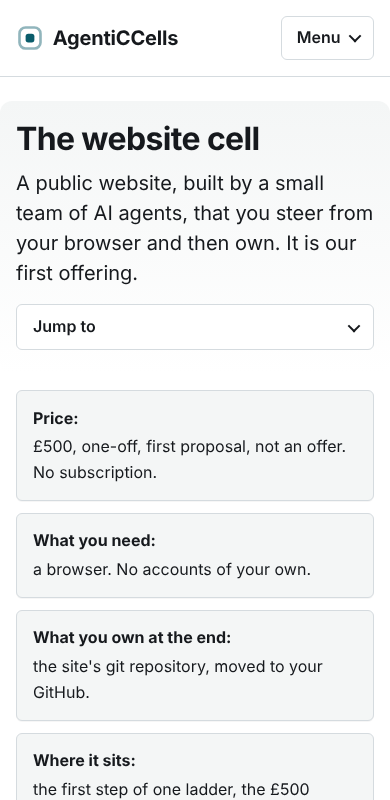 AgentiCCells
Menu
The website cell
A public website, built by a small
team of AI agents, that you steer from
your browser and then own. It is our
first offering.
Jump to
Price:
£500, one-off, first proposal, not an offer.
No subscription.
What you need:
a browser. No accounts of your own.
What you own at the end:
the site's git repository, moved to your
GitHub.
Where it sits:
the first step of one ladder, the £500